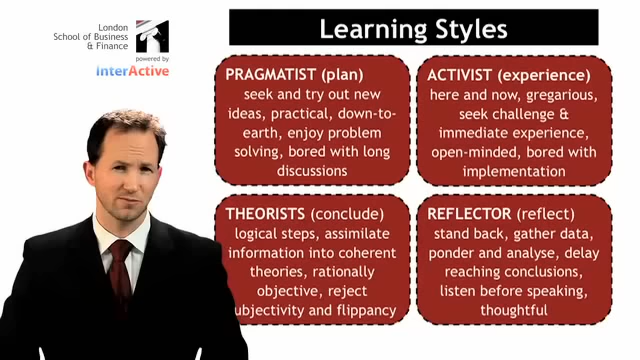 London
School of Business
& Finance
powered by
InterActive
Learning Styles
PRAGMATIST (plan)
seek and try out new
ideas, practical, down-to-
earth, enjoy problem
solving, bored with long
discussions
ACTIVIST (experience)
here and now, gregarious,
seek challenge &
immediate experience,
open-minded, bored with
implementation
THEORISTS (conclude)
logical steps, assimilate
information into coherent
theories, rationally
objective, reject
ubjectivity and flippancy
REFLECTOR (reflect)
stand back, gather data,
ponder and analyse, delay
reaching conclusions,
listen before speaking,
thoughtful